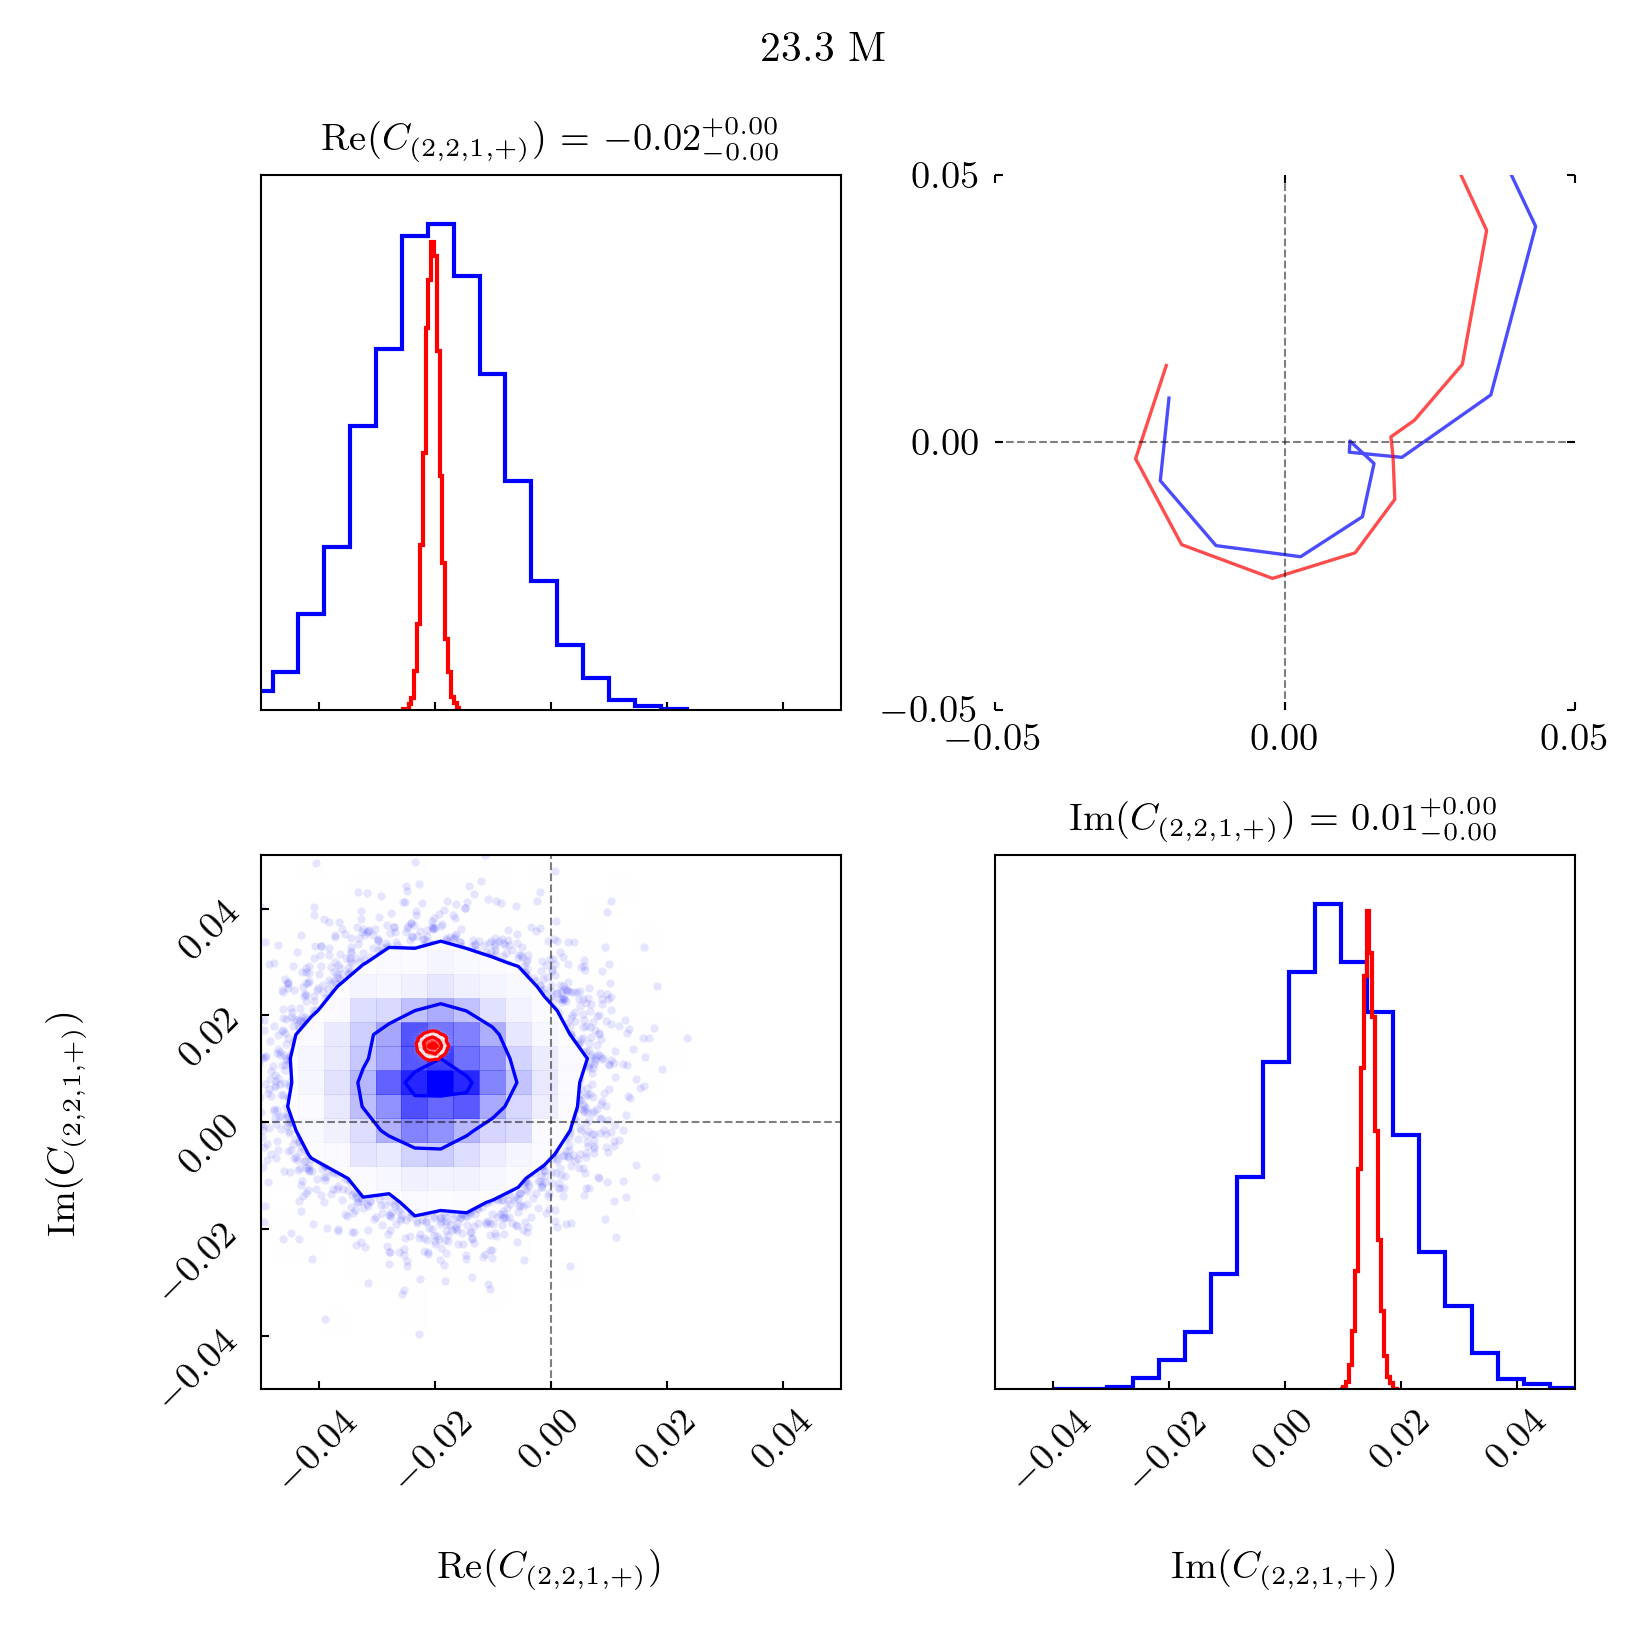 23.3 M
Re(C₍₂,₂,₁,₊₎) = −0.02⁺⁰·⁰⁰₋₀.₀₀
0.05
0.00
−0.05
−0.05 0.00 0.05
Im(C₍₂,₂,₁,₊₎) = 0.01⁺⁰·⁰⁰₋₀.₀₀
Im(C₍₂,₂,₁,₊₎)
0.04
0.02
0.00
−0.02
−0.04
−0.04 −0.02 0.00 0.02 0.04
−0.04 −0.02 0.00 0.02 0.04
Re(C₍₂,₂,₁,₊₎)
Im(C₍₂,₂,₁,₊₎)